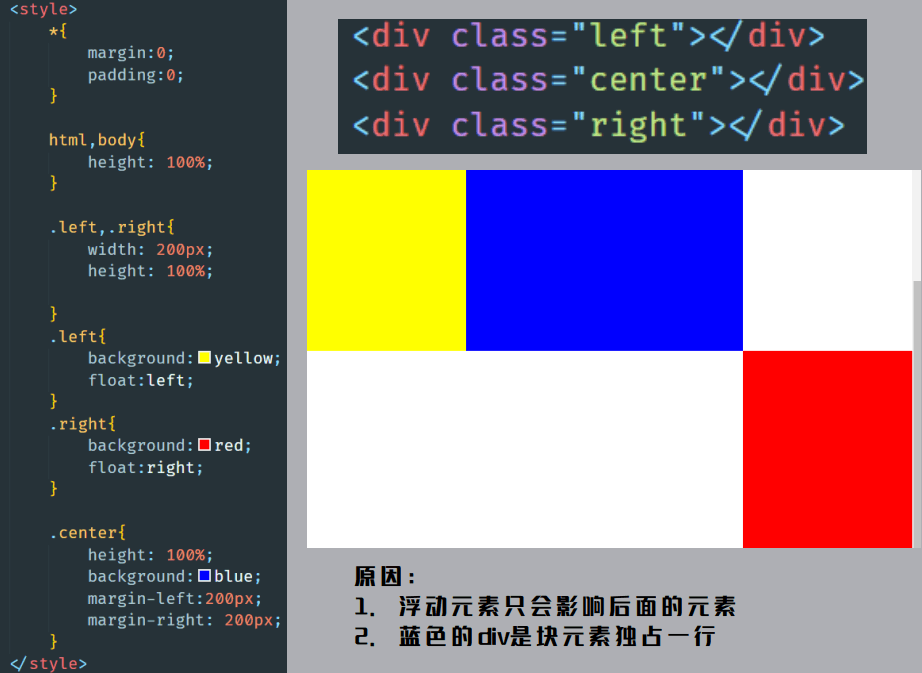 <style>
*{
margin:0;
padding:0;
}
html,body{
height: 100%;
}
.left,.right{
width: 200px;
height: 100%;
}
.left{
background:yellow;
float:left;
}
.right{
background:red;
float:right;
}
.center{
height: 100%;
background:blue;
margin-left:200px;
margin-right: 200px;
}
</style>
<div class="left"></div>
<div class="center"></div>
<div class="right"></div>
原因：
1. 浮动元素只会影响后面的元素
2. 蓝色的div是块元素独占一行